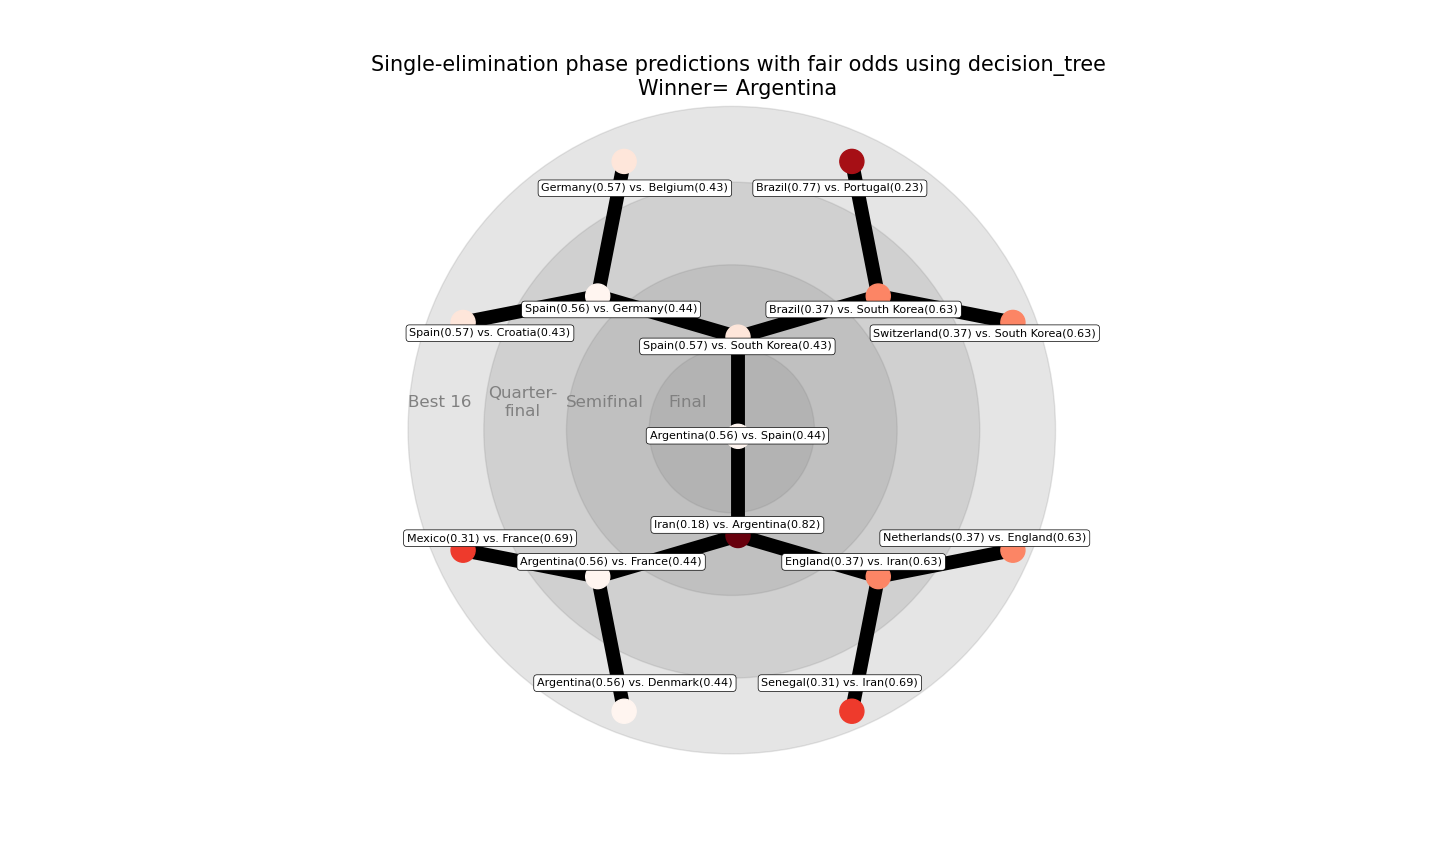 Single-elimination phase predictions with fair odds using decision_tree
Winner= Argentina
Germany(0.57) vs. Belgium(0.43)
Brazil(0.77) vs. Portugal(0.23)
Spain(0.56) vs. Germany(0.44)
Brazil(0.37) vs. South Korea(0.63)
Spain(0.57) vs. Croatia(0.43)
Switzerland(0.37) vs. South Korea(0.63)
Spain(0.57) vs. South Korea(0.43)
Best 16
Quarter-
final
Semifinal
Final
Argentina(0.56) vs. Spain(0.44)
Iran(0.18) vs. Argentina(0.82)
Mexico(0.31) vs. France(0.69)
Netherlands(0.37) vs. England(0.63)
Argentina(0.56) vs. France(0.44)
England(0.37) vs. Iran(0.63)
Argentina(0.56) vs. Denmark(0.44)
Senegal(0.31) vs. Iran(0.69)